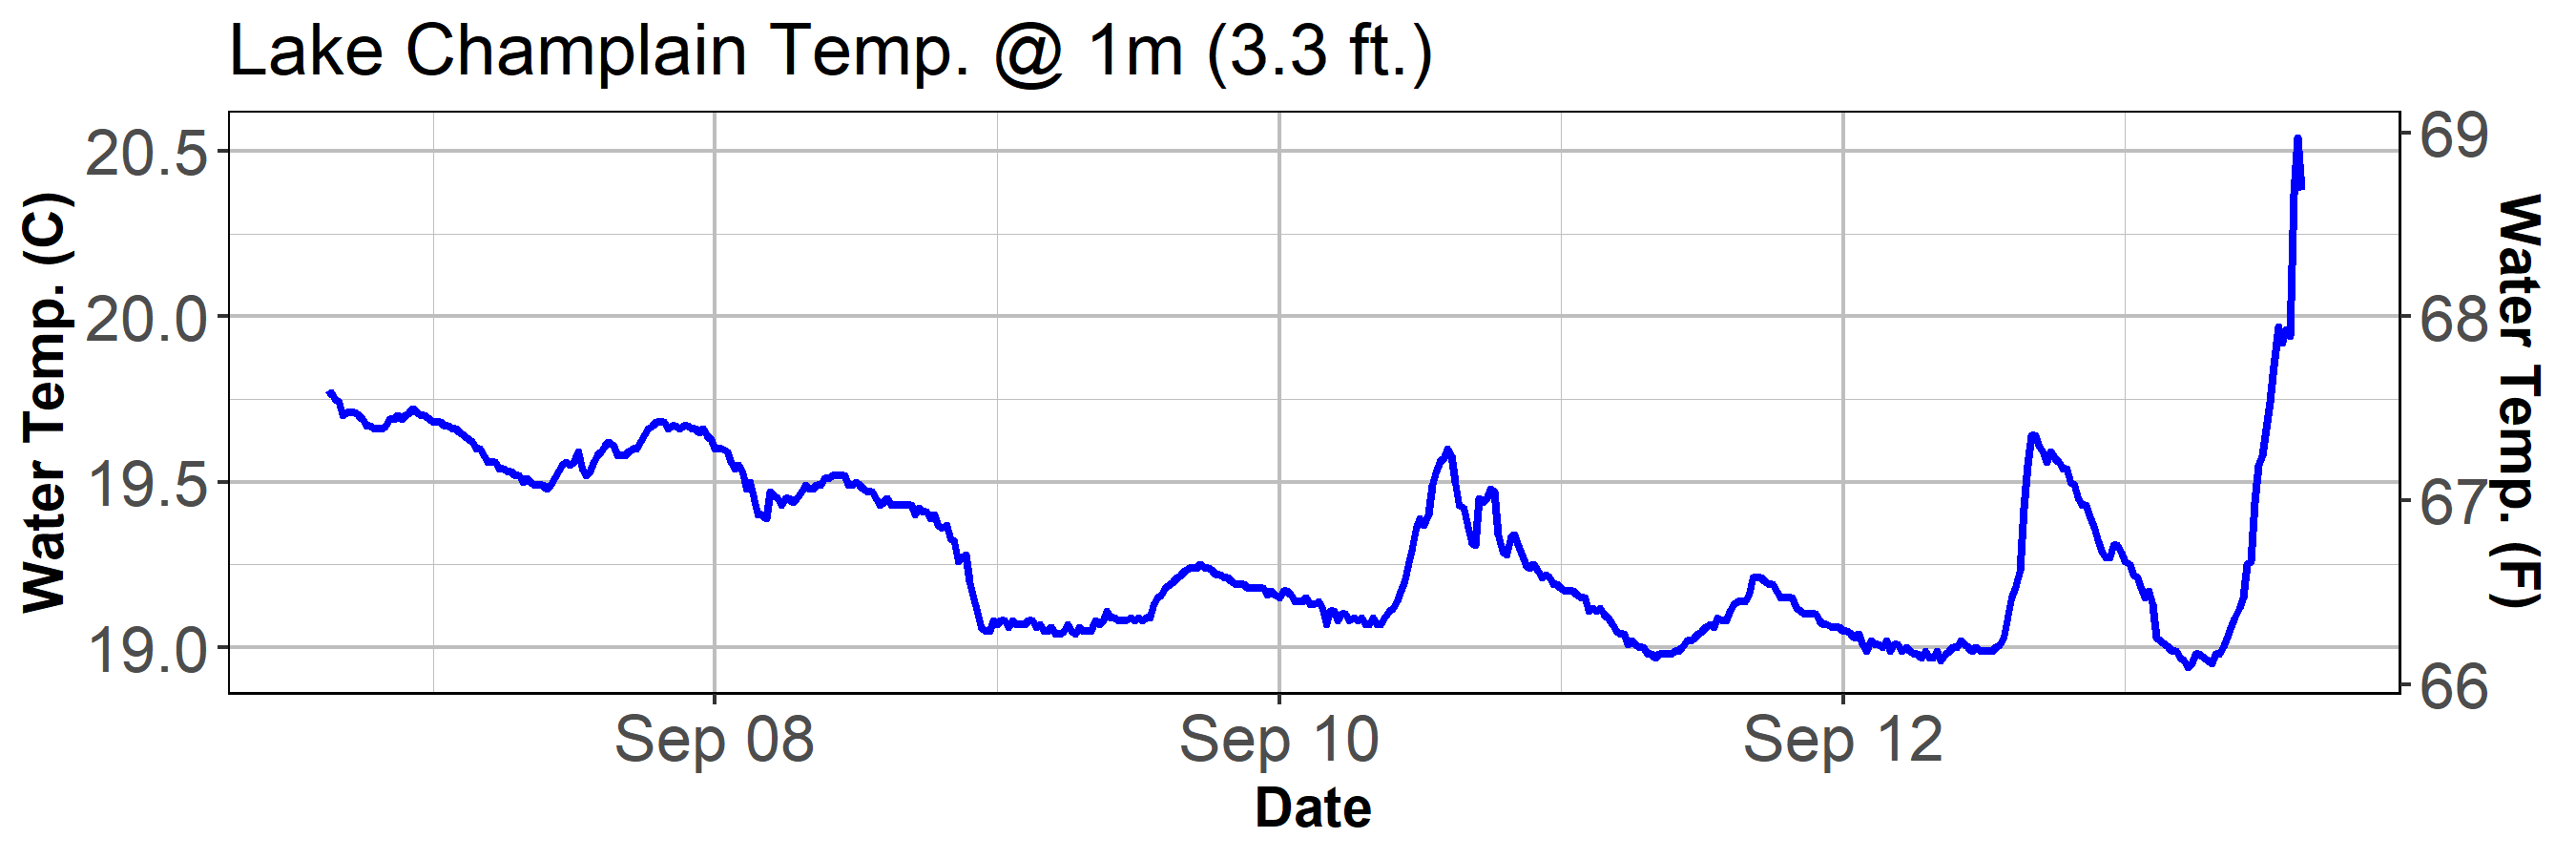 Lake Champlain Temp. @ 1m (3.3 ft.)
Water Temp. (C)
20.5
20.0
19.5
19.0
69
68
67
66
Water Temp. (F)
Sep 08
Sep 10
Sep 12
Date